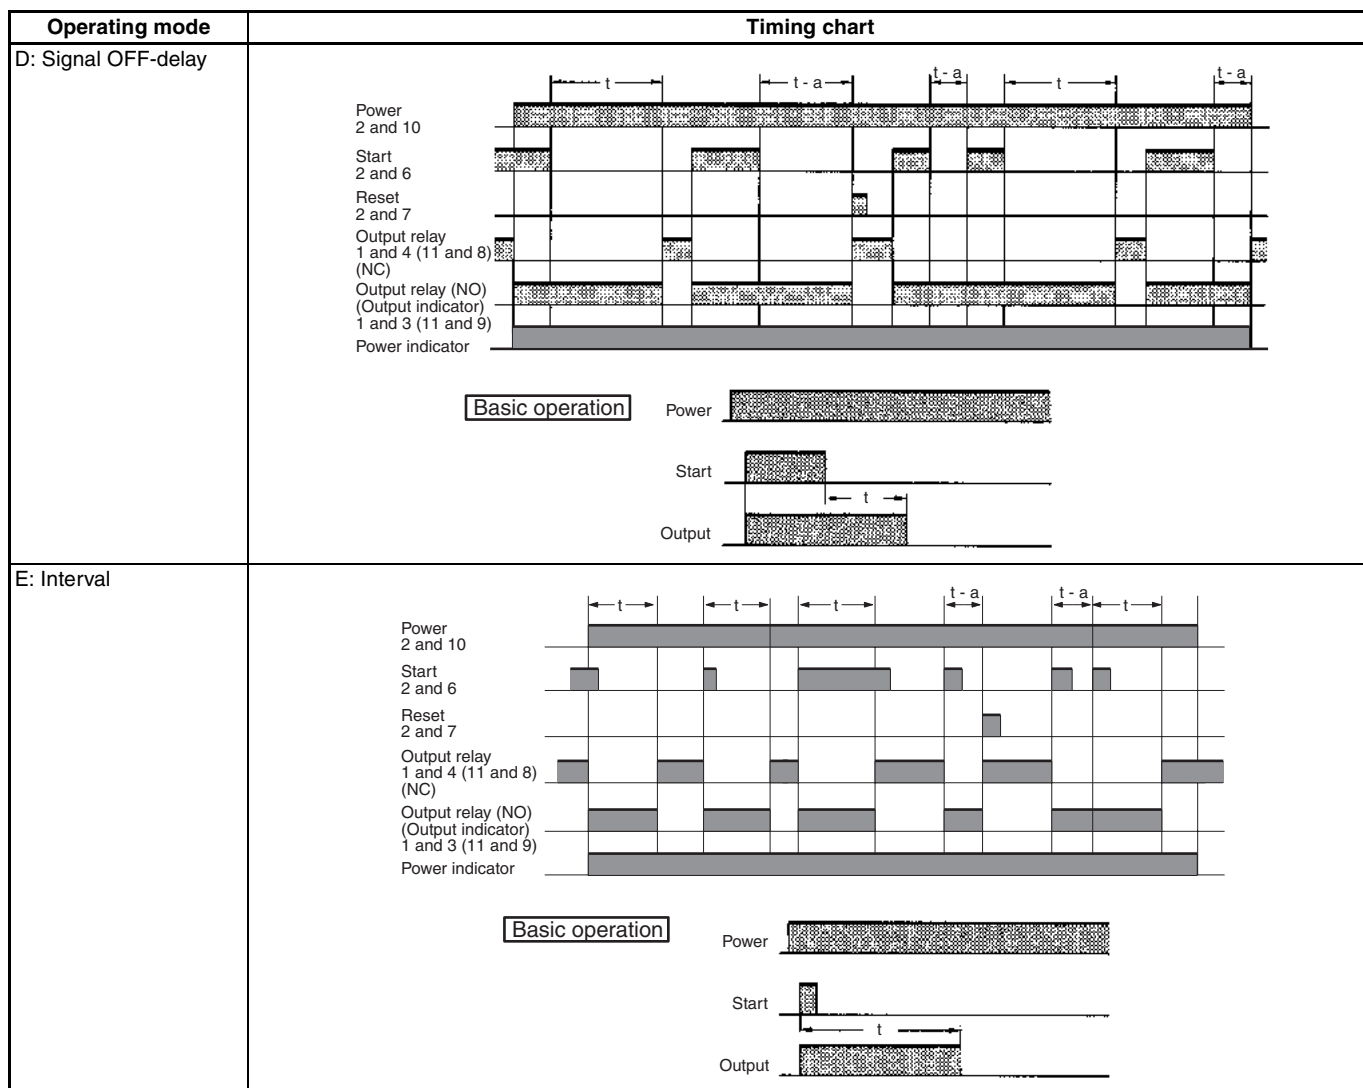 Operating mode
Timing chart
D: Signal OFF-delay
t
t - a
t - a
t
t - a
Power
2 and 10
Start
2 and 6
Reset
2 and 7
Output relay
1 and 4 (11 and 8)
(NC)
Output relay (NO)
(Output indicator)
1 and 3 (11 and 9)
Power indicator
Basic operation
Power
Start
t
Output
E: Interval
t
t
t
t - a
t - a
t
Power
2 and 10
Start
2 and 6
Reset
2 and 7
Output relay
1 and 4 (11 and 8)
(NC)
Output relay (NO)
(Output indicator)
1 and 3 (11 and 9)
Power indicator
Basic operation
Power
Start
t
Output